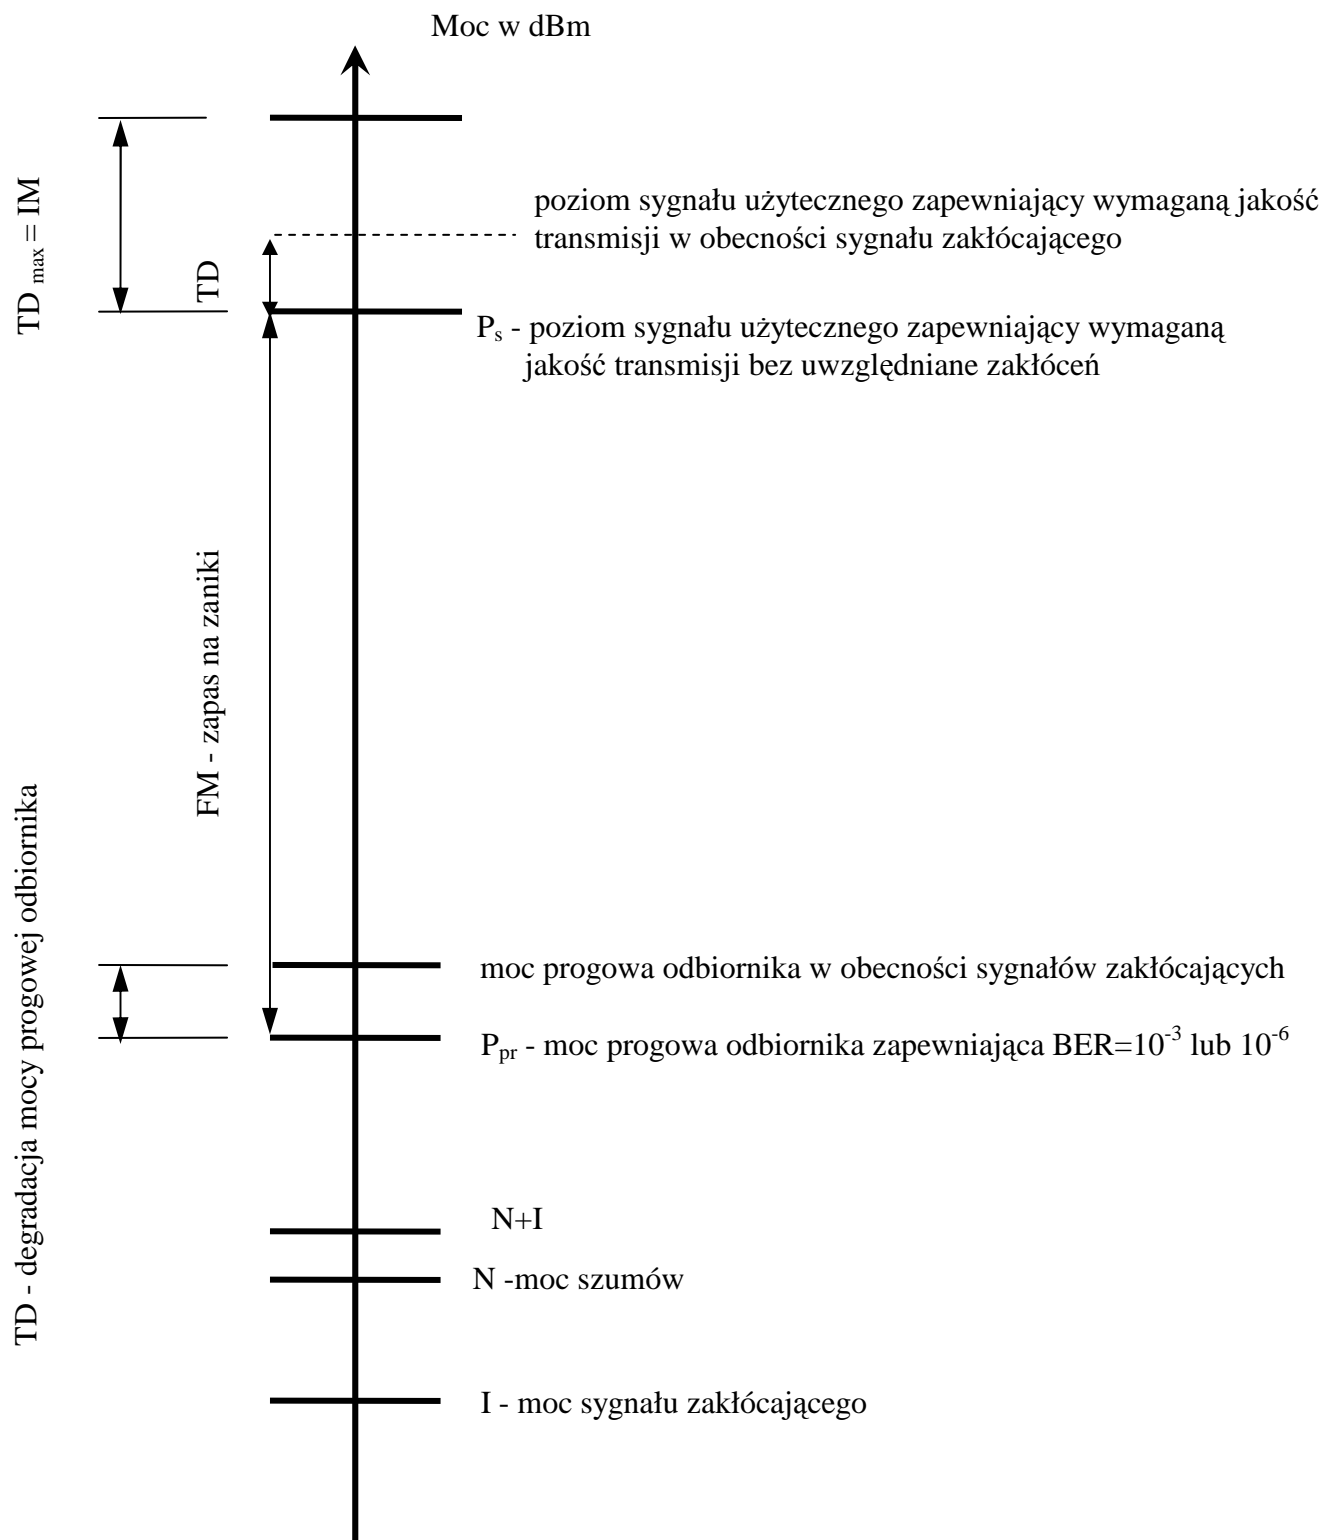 Moc w dBm
TD max = IM
poziom sygnału użytecznego zapewniający wymaganą jakość
transmisji w obecności sygnału zakłócającego
TD
Ps - poziom sygnału użytecznego zapewniający wymaganą
jakość transmisji bez uwzględniane zakłóceń
FM - zapas na zaniki
TD - degradacja mocy progowej odbiornika
moc progowa odbiornika w obecności sygnałów zakłócających
Ppr - moc progowa odbiornika zapewniająca BER=10-3 lub 10-6
N+I
N -moc szumów
I - moc sygnału zakłócającego